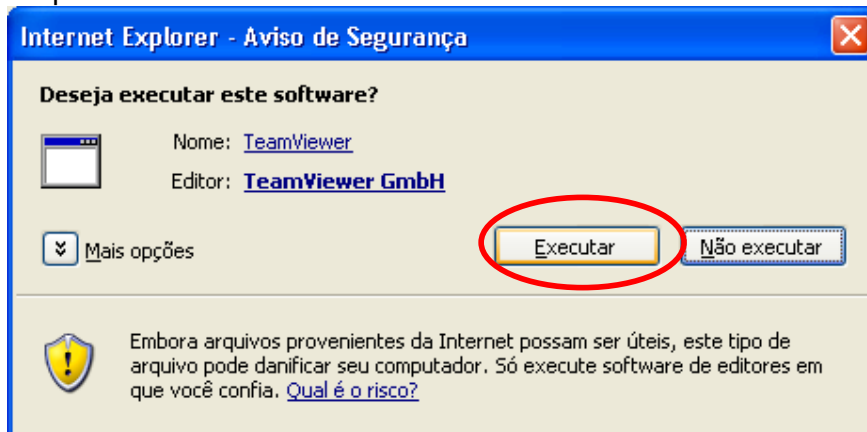 Internet Explorer - Aviso de Segurança
Deseja executar este software?
Nome: TeamViewer
Editor: TeamViewer GmbH
Mais opções
Executar
Não executar
Embora arquivos provenientes da Internet possam ser úteis, este tipo de
arquivo pode danificar seu computador. Só execute software de editores em
que você confia. Qual é o risco?